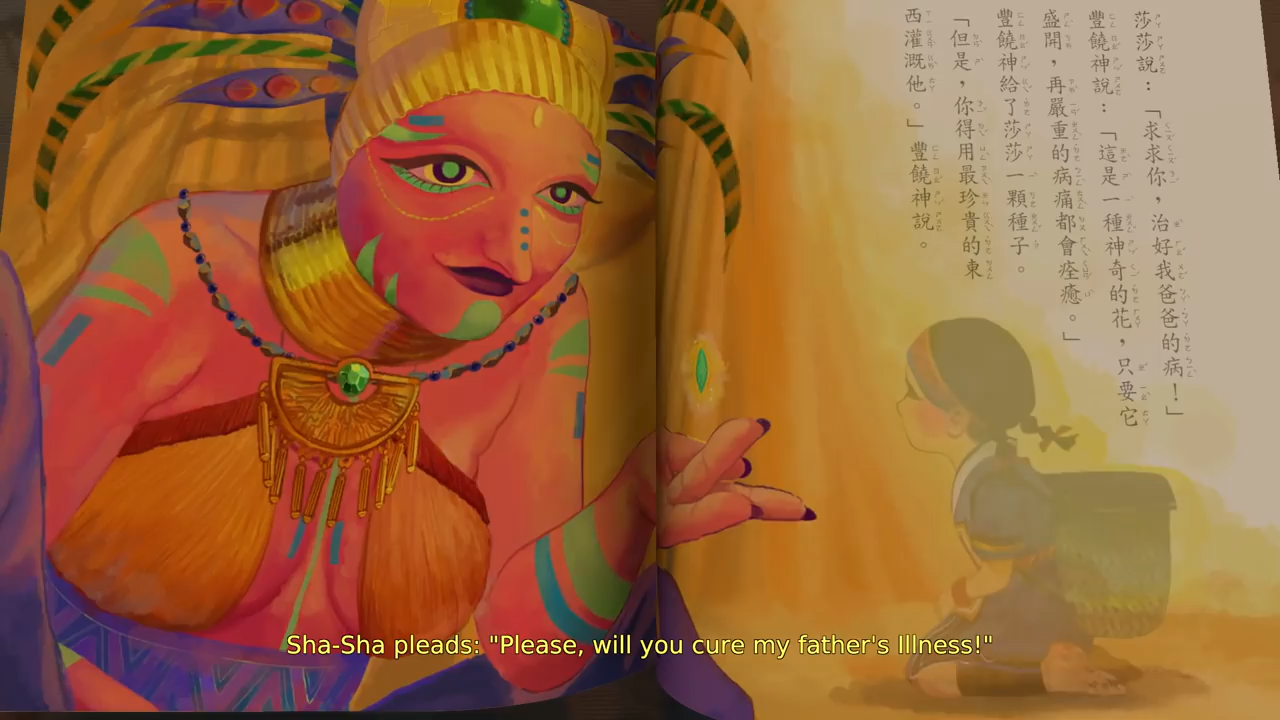 莎莎說：「求求你，治好我爸爸的病！」
豐饒神說：「這是一種神奇的花，只要它
盛開，再嚴重的病痛都會痊癒。」
豐饒神給了莎莎一顆種子。
「但是，你得用最珍貴的東
西灌溉他。」豐饒神說。
Sha-Sha pleads: "Please, will you cure my father's Illness!"